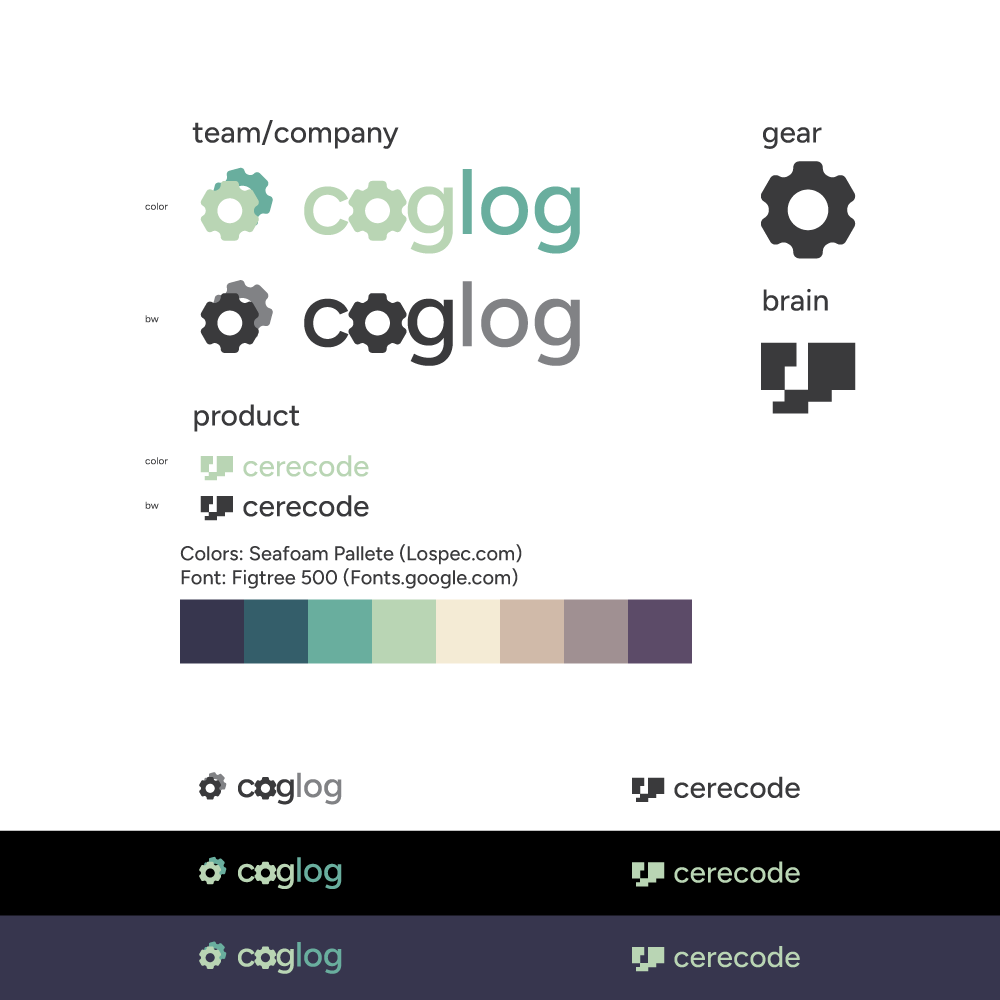 team/company
gear
color
coglog
brain
bw
coglog
product
color
cerecode
bw
cerecode
Colors: Seafoam Pallete (Lospec.com)
Font: Figtree 500 (Fonts.google.com)
coglog
cerecode
coglog
cerecode
coglog
cerecode